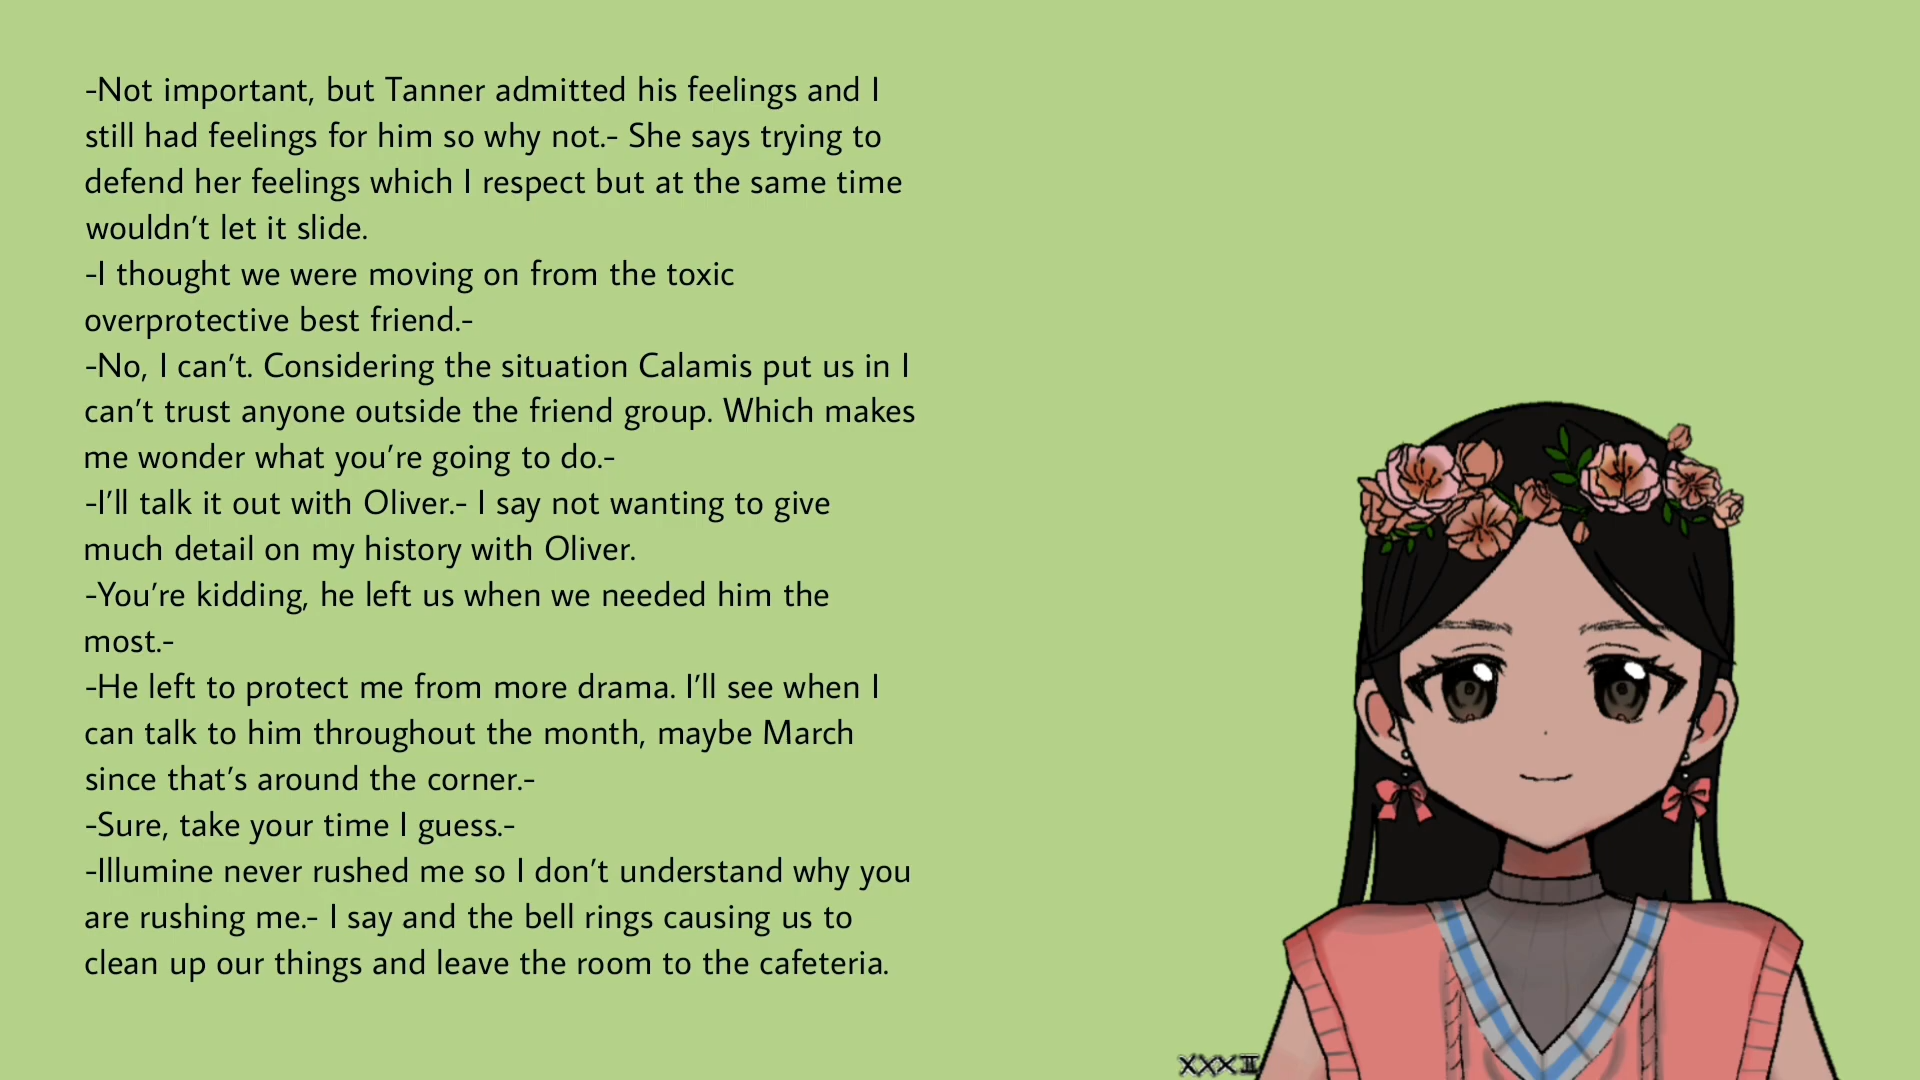 -Not important, but Tanner admitted his feelings and I
still had feelings for him so why not.- She says trying to
defend her feelings which I respect but at the same time
wouldn’t let it slide.
-I thought we were moving on from the toxic
overprotective best friend.-
-No, I can’t. Considering the situation Calamis put us in I
can’t trust anyone outside the friend group. Which makes
me wonder what you’re going to do.-
-I’ll talk it out with Oliver.- I say not wanting to give
much detail on my history with Oliver.
-You’re kidding, he left us when we needed him the
most.-
-He left to protect me from more drama. I’ll see when I
can talk to him throughout the month, maybe March
since that’s around the corner.-
-Sure, take your time I guess.-
-Illumine never rushed me so I don’t understand why you
are rushing me.- I say and the bell rings causing us to
clean up our things and leave the room to the cafeteria.
XXXII